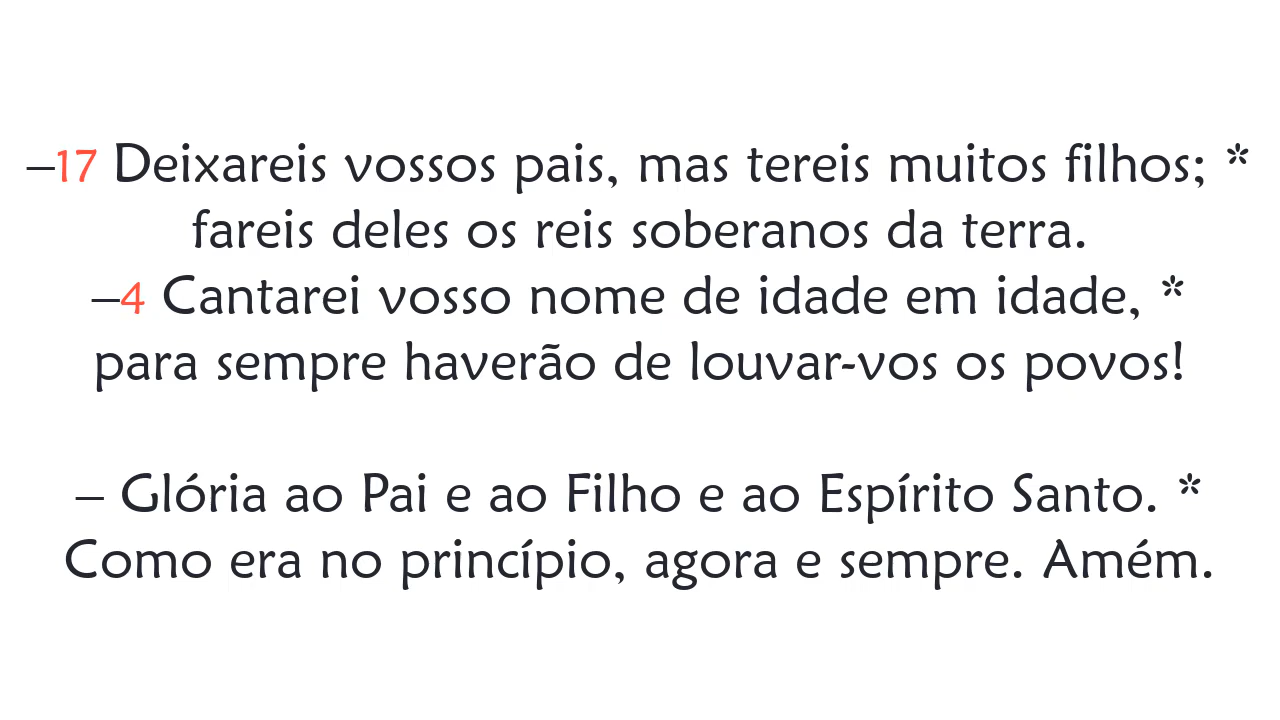 –17 Deixareis vossos pais, mas tereis muitos filhos; *
fareis deles os reis soberanos da terra.
–4 Cantarei vosso nome de idade em idade, *
para sempre haverão de louvar-vos os povos!
– Glória ao Pai e ao Filho e ao Espírito Santo. *
Como era no princípio, agora e sempre. Amém.